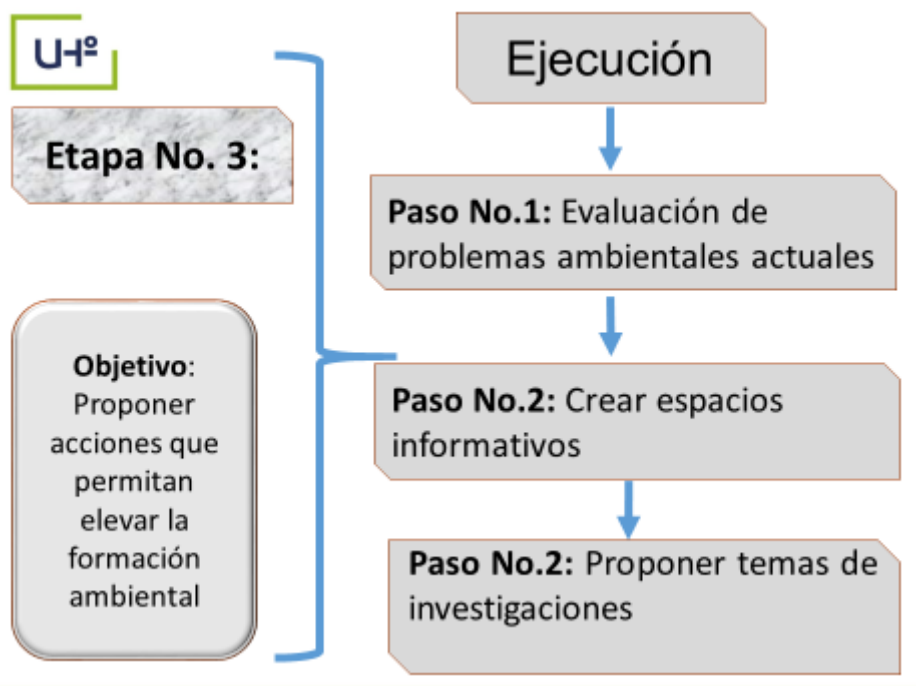 UHº
Etapa No. 3:
Objetivo:
Proponer
acciones que
permitan
elevar la
formación
ambiental
Ejecución
Paso No.1: Evaluación de
problemas ambientales actuales
Paso No.2: Crear espacios
informativos
Paso No.2: Proponer temas de
investigaciones